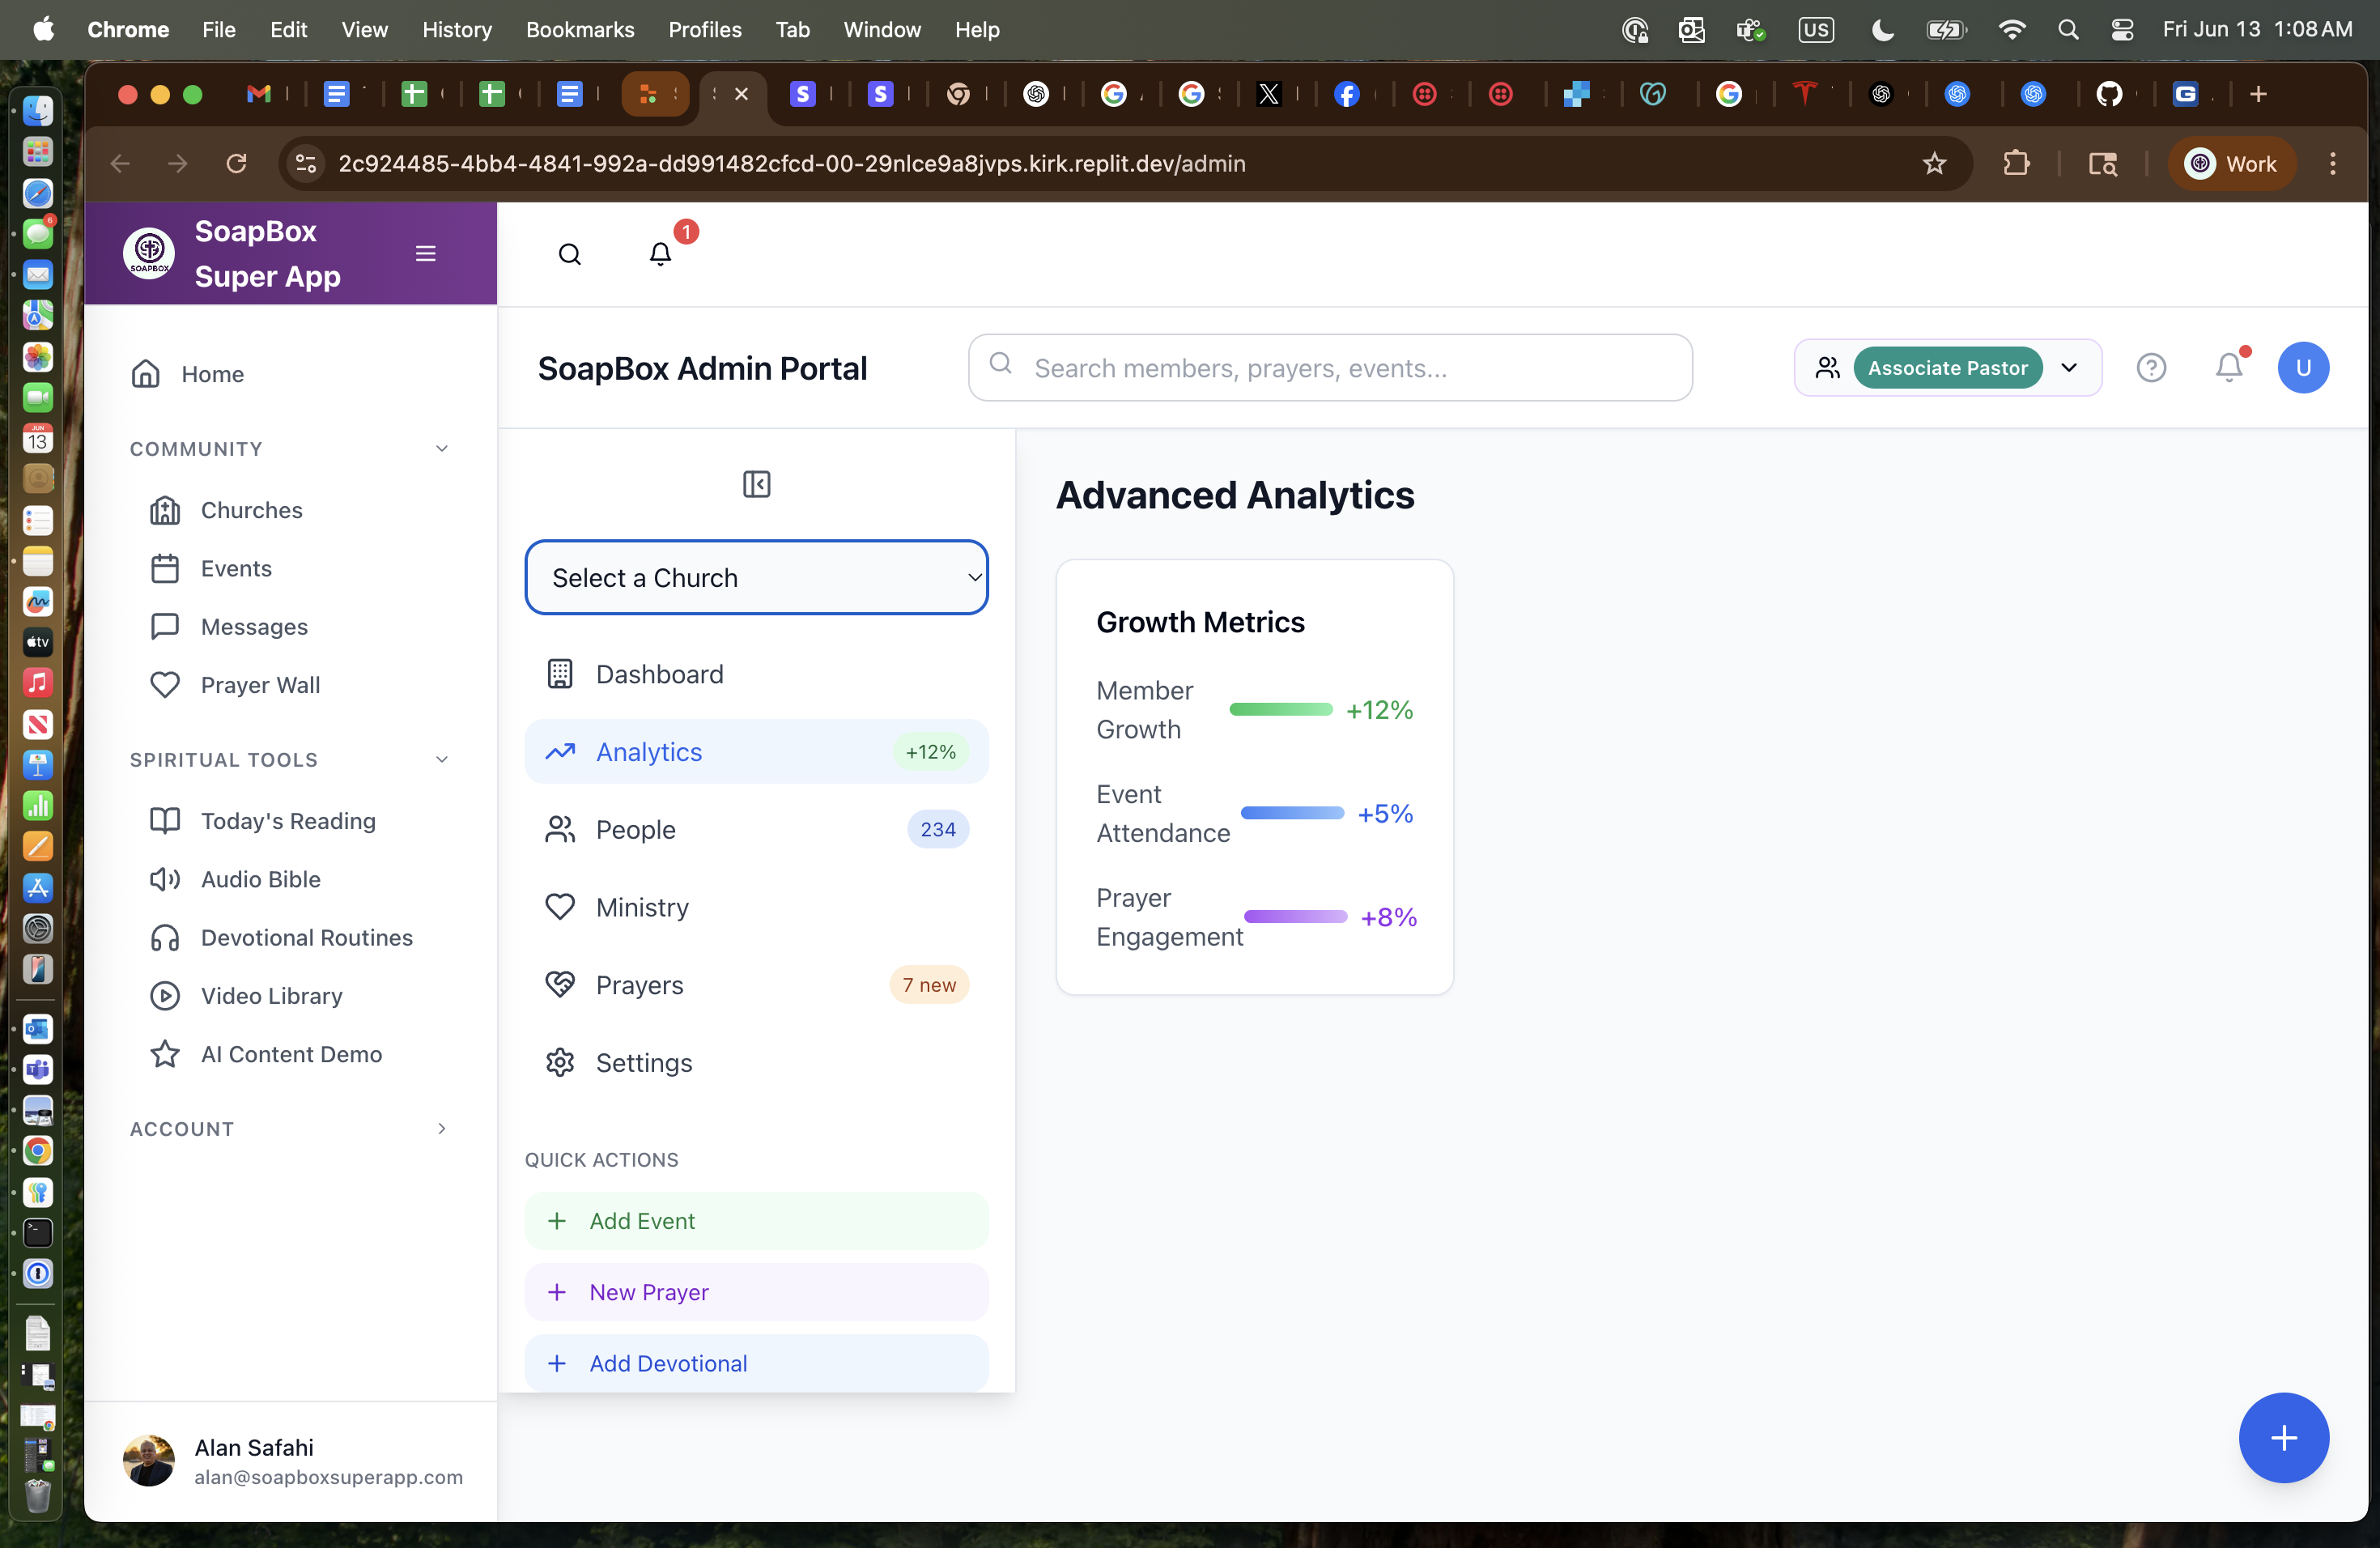 Chrome File Edit View History Bookmarks Profiles Tab Window Help US Fri Jun 13 1:08 AM
2c924485-4bb4-4841-992a-dd991482cfcd-00-29nlce9a8jvps.kirk.replit.dev/admin
Work
SoapBox
Super App
SOAPBOX
1
Home
COMMUNITY
Churches
Events
Messages
Prayer Wall
SPIRITUAL TOOLS
Today's Reading
Audio Bible
Devotional Routines
Video Library
AI Content Demo
ACCOUNT
Alan Safahi
alan@soapboxsuperapp.com
SoapBox Admin Portal
Search members, prayers, events...
Associate Pastor
U
Select a Church
Dashboard
Analytics +12%
People 234
Ministry
Prayers 7 new
Settings
QUICK ACTIONS
+ Add Event
+ New Prayer
+ Add Devotional
Advanced Analytics
Growth Metrics
Member
Growth
+12%
Event
Attendance
+5%
Prayer
Engagement
+8%
6
JUN
13
tv